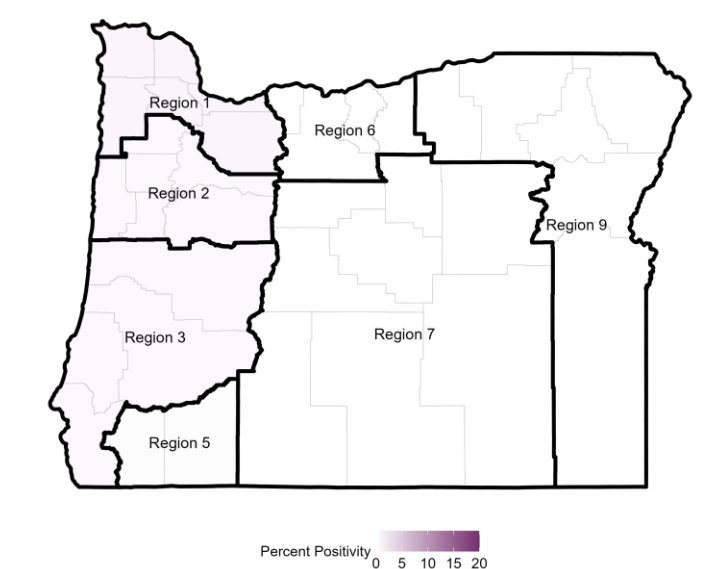 Region 1
Region 6
Region 2
Region 9
Region 7
Region 3
Region 5
Percent Positivity
0 5 10 15 20